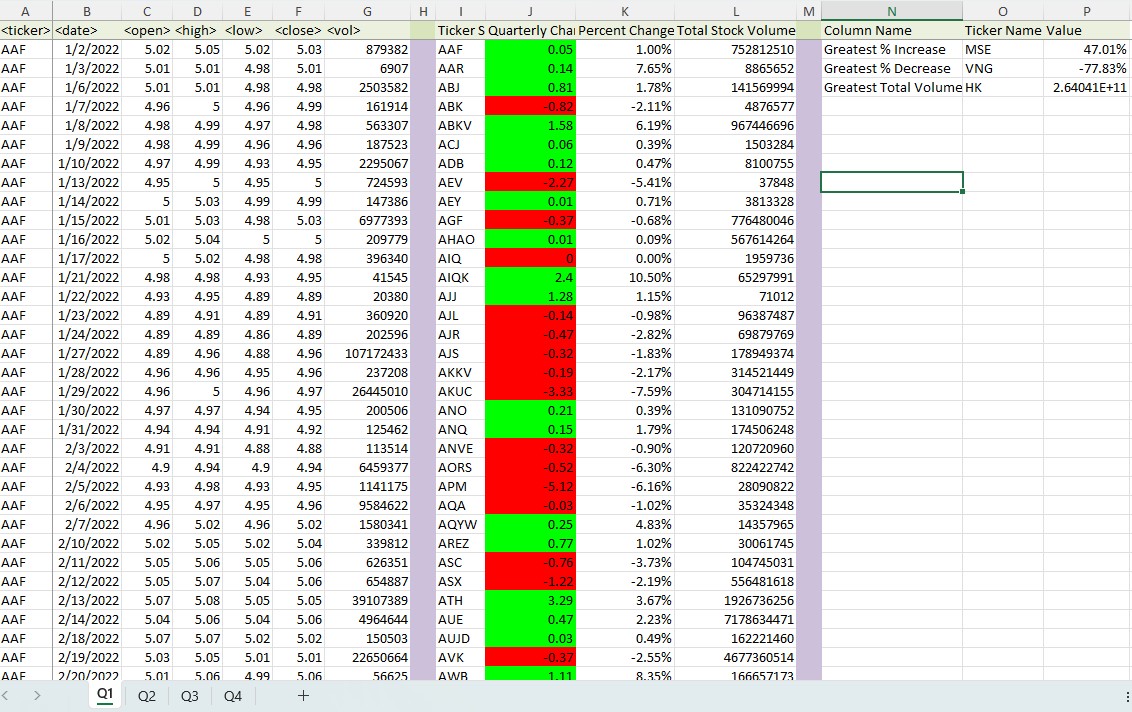 A B C D E F G H I J K L M N O P
<ticker> <date> <open> <high> <low> <close> <vol> Ticker S Quarterly Cha Percent Change Total Stock Volume Column Name Ticker Name Value
AAF 1/2/2022 5.02 5.05 5.02 5.03 879382 AAF 0.05 1.00% 752812510 Greatest % Increase MSE 47.01%
AAF 1/3/2022 5.01 5.01 4.98 5.01 6907 AAR 0.14 7.65% 8865652 Greatest % Decrease VNG -77.83%
AAF 1/6/2022 5.01 5.01 4.98 4.98 2503582 ABJ 0.81 1.78% 141569994 Greatest Total Volume HK 2.64041E+11
AAF 1/7/2022 4.96 5 4.96 4.99 161914 ABK -0.82 -2.11% 4876577
AAF 1/8/2022 4.98 4.99 4.97 4.98 563307 ABKV 1.58 6.19% 967446696
AAF 1/9/2022 4.98 4.99 4.96 4.96 187523 ACJ 0.06 0.39% 1503284
AAF 1/10/2022 4.97 4.99 4.93 4.95 2295067 ADB 0.12 0.47% 8100755
AAF 1/13/2022 4.95 5 4.95 5 724593 AEV -2.27 -5.41% 37848
AAF 1/14/2022 5 5.03 4.99 4.99 147386 AEY 0.01 0.71% 3813328
AAF 1/15/2022 5.01 5.03 4.98 5.03 6977393 AGF -0.37 -0.68% 776480046
AAF 1/16/2022 5.02 5.04 5 5 209779 AHAO 0.01 0.09% 567614264
AAF 1/17/2022 5 5.02 4.98 4.98 396340 AIQ 0 0.00% 1959736
AAF 1/21/2022 4.98 4.98 4.93 4.95 41545 AIQK 2.4 10.50% 65297991
AAF 1/22/2022 4.93 4.95 4.89 4.89 20380 AJJ 1.28 1.15% 71012
AAF 1/23/2022 4.89 4.91 4.89 4.91 360920 AJL -0.14 -0.98% 96387487
AAF 1/24/2022 4.89 4.89 4.86 4.89 202596 AJR -0.47 -2.82% 69879769
AAF 1/27/2022 4.89 4.96 4.88 4.96 107172433 AJS -0.32 -1.83% 178949374
AAF 1/28/2022 4.96 4.96 4.95 4.96 237208 AKKV -0.19 -2.17% 314521449
AAF 1/29/2022 4.96 5 4.96 4.97 26445010 AKUC -3.33 -7.59% 304714155
AAF 1/30/2022 4.97 4.97 4.94 4.95 200506 ANO 0.21 0.39% 131090752
AAF 1/31/2022 4.94 4.94 4.91 4.92 125462 ANQ 0.15 1.79% 174506248
AAF 2/3/2022 4.91 4.91 4.88 4.88 113514 ANVE -0.32 -0.90% 120720960
AAF 2/4/2022 4.9 4.94 4.9 4.94 6459377 AORS -0.52 -6.30% 822422742
AAF 2/5/2022 4.93 4.98 4.93 4.95 1141175 APM -5.12 -6.16% 28090822
AAF 2/6/2022 4.95 4.97 4.95 4.96 9584622 AQA -0.03 -1.02% 35324348
AAF 2/7/2022 4.96 5.02 4.96 5.02 1580341 AQYW 0.25 4.83% 14357965
AAF 2/10/2022 5.02 5.05 5.02 5.04 339812 AREZ 0.77 1.02% 30061745
AAF 2/11/2022 5.05 5.06 5.05 5.06 626351 ASC -0.76 -3.73% 104745031
AAF 2/12/2022 5.05 5.07 5.04 5.06 654887 ASX -1.22 -2.19% 556481618
AAF 2/13/2022 5.07 5.08 5.05 5.05 39107389 ATH 3.29 3.67% 1926736256
AAF 2/14/2022 5.04 5.06 5.04 5.06 4964644 AUE 0.47 2.23% 7178634471
AAF 2/18/2022 5.07 5.07 5.02 5.02 150503 AUJD 0.03 0.49% 162221460
AAF 2/19/2022 5.03 5.05 5.01 5.01 22650664 AVK -0.37 -2.55% 4677360514
AAF 2/20/2022 5.01 5.06 4.99 5.06 56625 AWB 1.11 8.35% 166657173
Q1 Q2 Q3 Q4 +